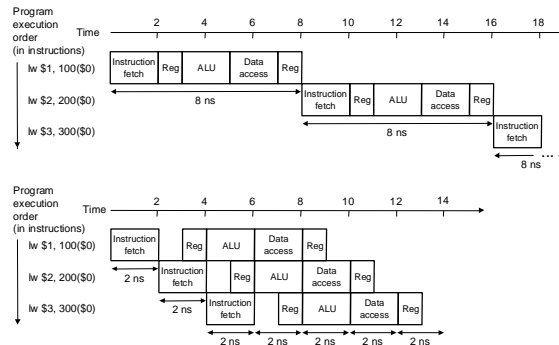 Program
execution
order
(in instructions)
Time
2 4 6 8 10 12 14 16 18
lw $1, 100($0)
Instruction
fetch
Reg
ALU
Data
access
Reg
lw $2, 200($0)
8 ns
Instruction
fetch
Reg
ALU
Data
access
Reg
lw $3, 300($0)
8 ns
Instruction
fetch
8 ns
...
Program
execution
order
(in instructions)
Time
2 4 6 8 10 12 14
lw $1, 100($0)
Instruction
fetch
Reg
ALU
Data
access
Reg
lw $2, 200($0)
2 ns
Instruction
fetch
Reg
ALU
Data
access
Reg
lw $3, 300($0)
2 ns
Instruction
fetch
Reg
ALU
Data
access
Reg
2 ns 2 ns 2 ns 2 ns 2 ns